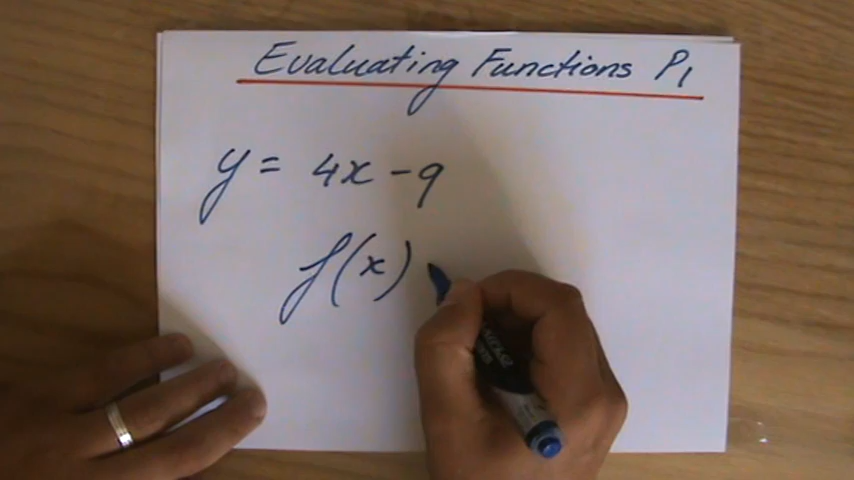 Evaluating Functions P1
y = 4x - 9
f(x)